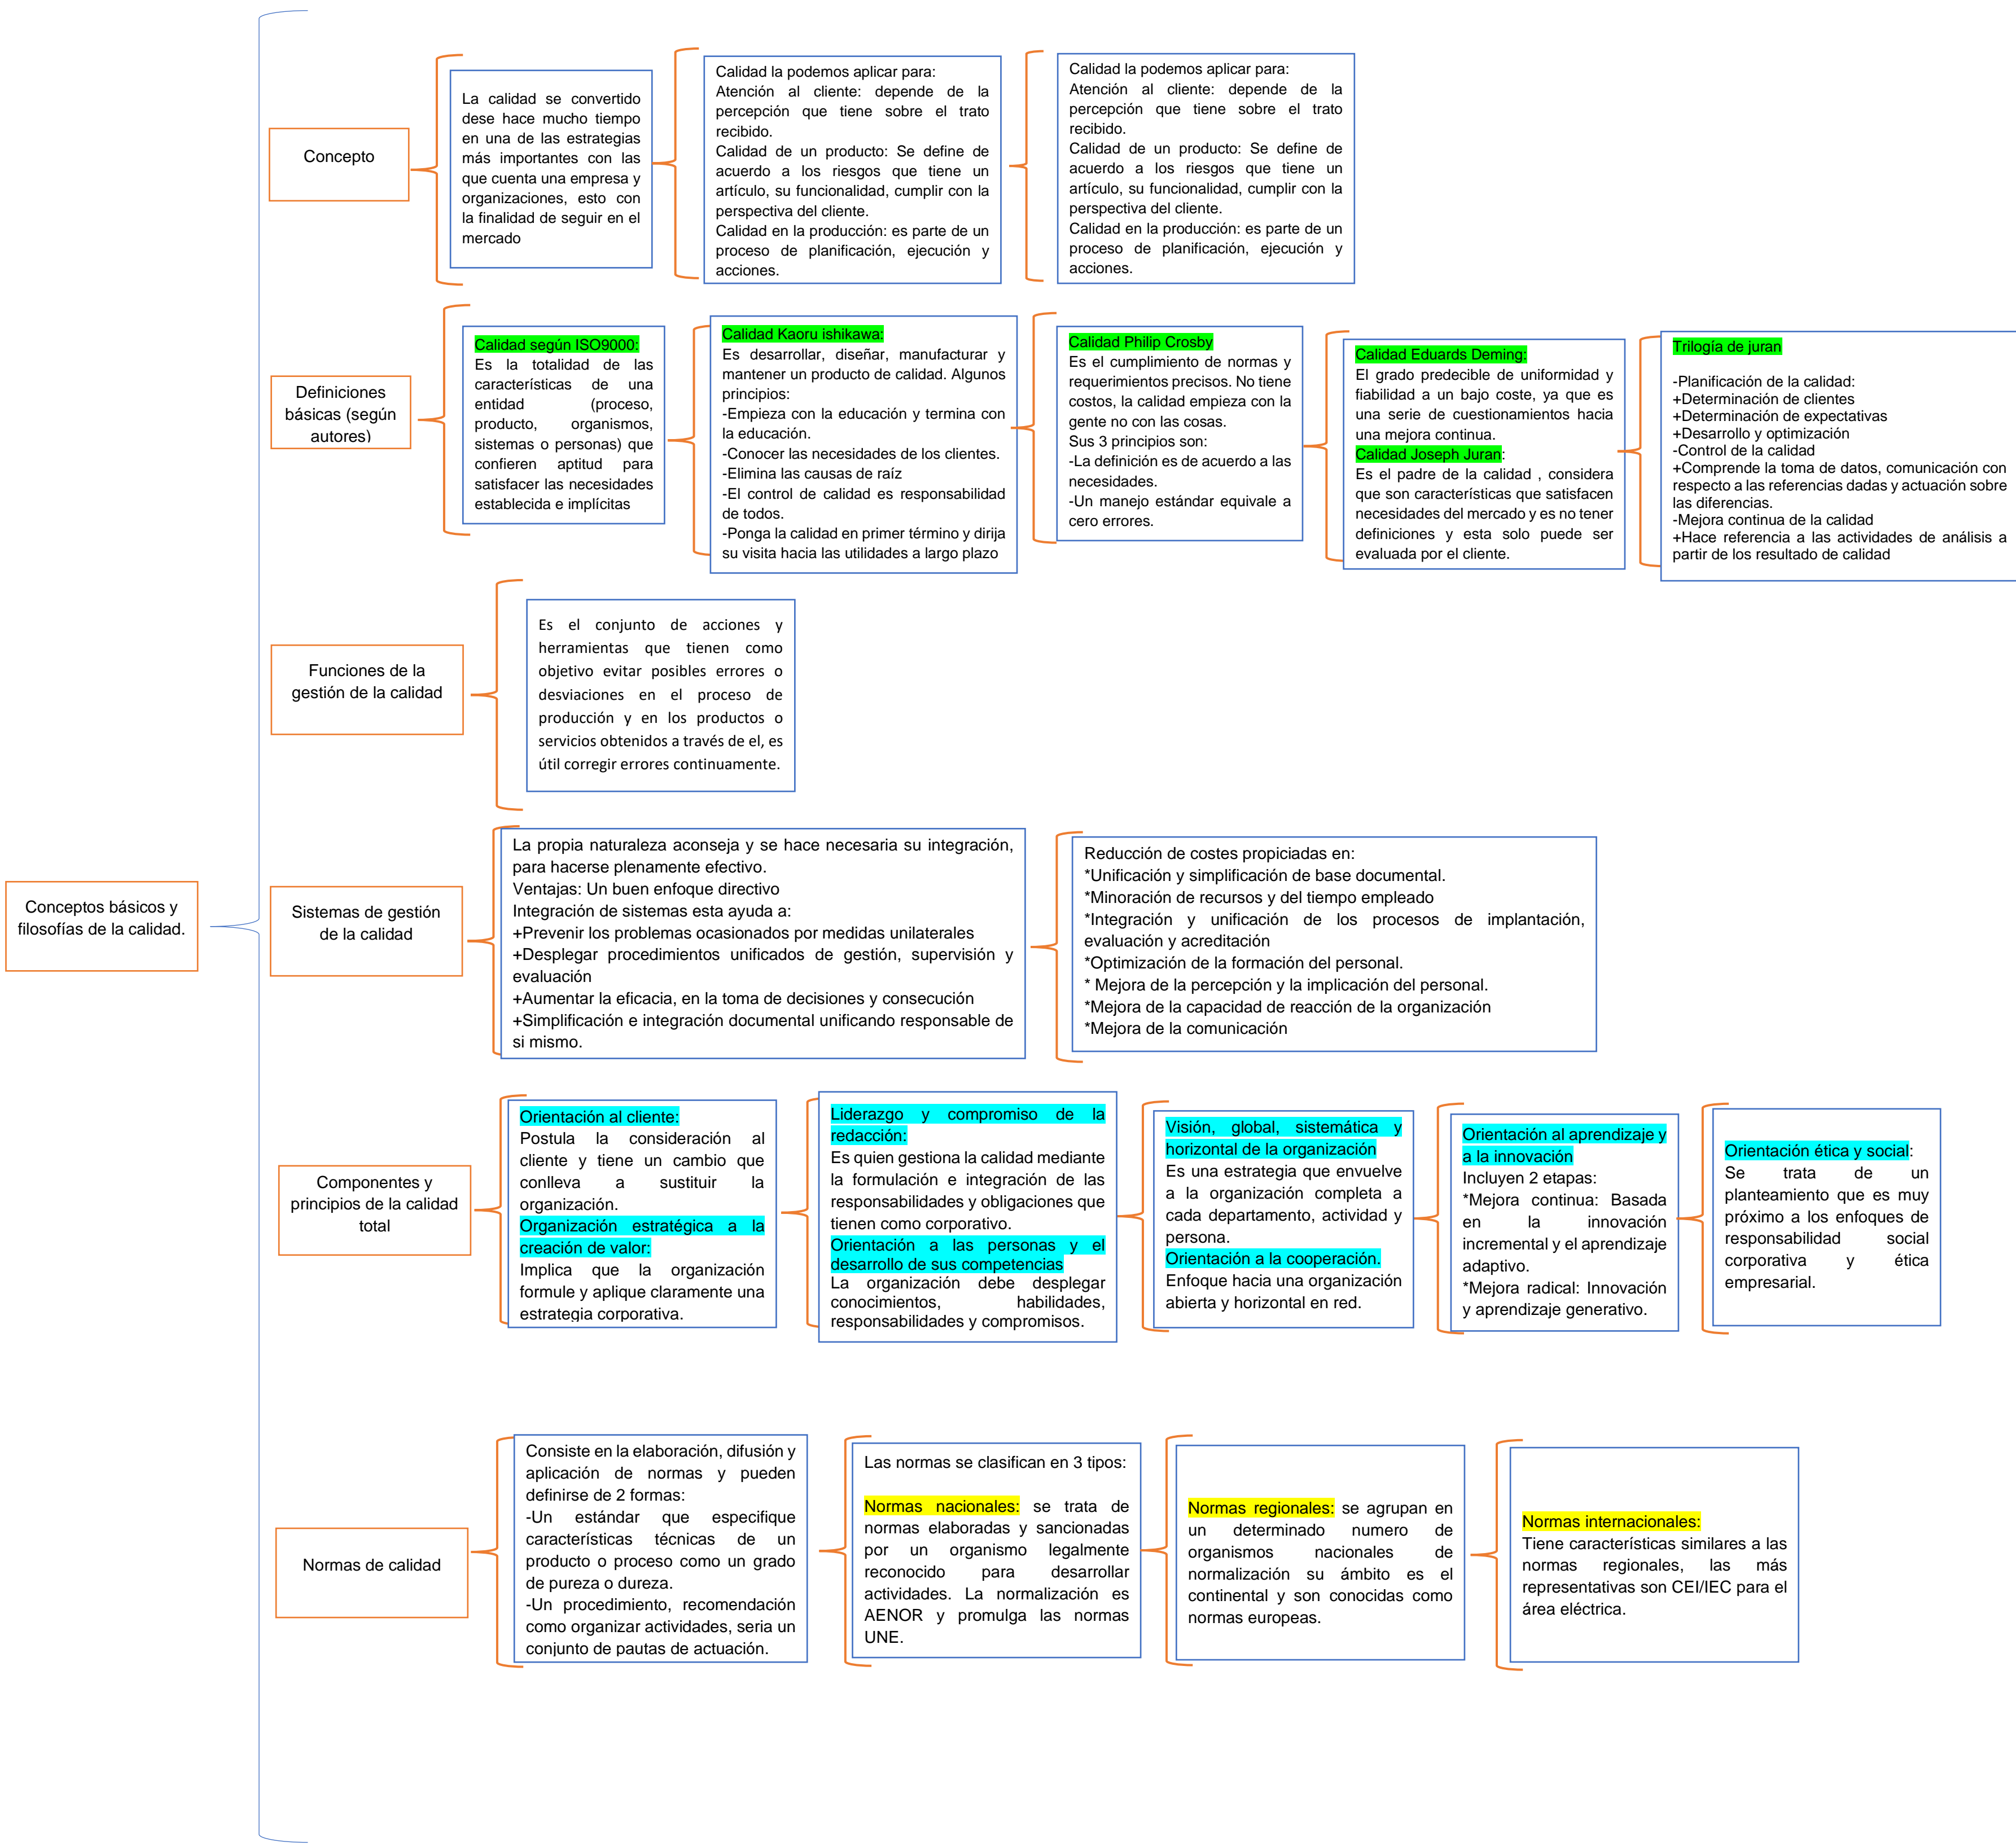 Conceptos básicos y
filosofías de la calidad.
Concepto
La calidad se convertido
dese hace mucho tiempo
en una de las estrategias
más importantes con las
que cuenta una empresa y
organizaciones, esto con
la finalidad de seguir en el
mercado
Calidad la podemos aplicar para:
Atención al cliente: depende de la
percepción que tiene sobre el trato
recibido.
Calidad de un producto: Se define de
acuerdo a los riesgos que tiene un
artículo, su funcionalidad, cumplir con la
perspectiva del cliente.
Calidad en la producción: es parte de un
proceso de planificación, ejecución y
acciones.
Calidad la podemos aplicar para:
Atención al cliente: depende de la
percepción que tiene sobre el trato
recibido.
Calidad de un producto: Se define de
acuerdo a los riesgos que tiene un
artículo, su funcionalidad, cumplir con la
perspectiva del cliente.
Calidad en la producción: es parte de un
proceso de planificación, ejecución y
acciones.
Definiciones
básicas (según
autores)
Calidad según ISO9000:
Es la totalidad de las
características de una
entidad (proceso,
producto, organismos,
sistemas o personas) que
confieren aptitud para
satisfacer las necesidades
establecida e implícitas
Calidad Kaoru ishikawa:
Es desarrollar, diseñar, manufacturar y
mantener un producto de calidad. Algunos
principios:
-Empieza con la educación y termina con
la educación.
-Conocer las necesidades de los clientes.
-Elimina las causas de raíz
-El control de calidad es responsabilidad
de todos.
-Ponga la calidad en primer término y dirija
su visita hacia las utilidades a largo plazo
Calidad Philip Crosby
Es el cumplimiento de normas y
requerimientos precisos. No tiene
costos, la calidad empieza con la
gente no con las cosas.
Sus 3 principios son:
-La definición es de acuerdo a las
necesidades.
-Un manejo estándar equivale a
cero errores.
Calidad Eduards Deming:
El grado predecible de uniformidad y
fiabilidad a un bajo coste, ya que es
una serie de cuestionamientos hacia
una mejora continua.
Calidad Joseph Juran:
Es el padre de la calidad , considera
que son características que satisfacen
necesidades del mercado y es no tener
definiciones y esta solo puede ser
evaluada por el cliente.
Trilogía de juran
-Planificación de la calidad:
+Determinación de clientes
+Determinación de expectativas
+Desarrollo y optimización
-Control de la calidad
+Comprende la toma de datos, comunicación con
respecto a las referencias dadas y actuación sobre
las diferencias.
-Mejora continua de la calidad
+Hace referencia a las actividades de análisis a
partir de los resultado de calidad
Funciones de la
gestión de la calidad
Es el conjunto de acciones y
herramientas que tienen como
objetivo evitar posibles errores o
desviaciones en el proceso de
producción y en los productos o
servicios obtenidos a través de el, es
útil corregir errores continuamente.
Sistemas de gestión
de la calidad
La propia naturaleza aconseja y se hace necesaria su integración,
para hacerse plenamente efectivo.
Ventajas: Un buen enfoque directivo
Integración de sistemas esta ayuda a:
+Prevenir los problemas ocasionados por medidas unilaterales
+Desplegar procedimientos unificados de gestión, supervisión y
evaluación
+Aumentar la eficacia, en la toma de decisiones y consecución
+Simplificación e integración documental unificando responsable de
si mismo.
Reducción de costes propiciadas en:
*Unificación y simplificación de base documental.
*Minoración de recursos y del tiempo empleado
*Integración y unificación de los procesos de implantación,
evaluación y acreditación
*Optimización de la formación del personal.
* Mejora de la percepción y la implicación del personal.
*Mejora de la capacidad de reacción de la organización
*Mejora de la comunicación
Componentes y
principios de la calidad
total
Orientación al cliente:
Postula la consideración al
cliente y tiene un cambio que
conlleva a sustituir la
organización.
Organización estratégica a la
creación de valor:
Implica que la organización
formule y aplique claramente una
estrategia corporativa.
Liderazgo y compromiso de la
redacción:
Es quien gestiona la calidad mediante
la formulación e integración de las
responsabilidades y obligaciones que
tienen como corporativo.
Orientación a las personas y el
desarrollo de sus competencias
La organización debe desplegar
conocimientos, habilidades,
responsabilidades y compromisos.
Visión, global, sistemática y
horizontal de la organización
Es una estrategia que envuelve
a la organización completa a
cada departamento, actividad y
persona.
Orientación a la cooperación.
Enfoque hacia una organización
abierta y horizontal en red.
Orientación al aprendizaje y
a la innovación
Incluyen 2 etapas:
*Mejora continua: Basada
en la innovación
incremental y el aprendizaje
adaptivo.
*Mejora radical: Innovación
y aprendizaje generativo.
Orientación ética y social:
Se trata de un
planteamiento que es muy
próximo a los enfoques de
responsabilidad social
corporativa y ética
empresarial.
Normas de calidad
Consiste en la elaboración, difusión y
aplicación de normas y pueden
definirse de 2 formas:
-Un estándar que especifique
características técnicas de un
producto o proceso como un grado
de pureza o dureza.
-Un procedimiento, recomendación
como organizar actividades, seria un
conjunto de pautas de actuación.
Las normas se clasifican en 3 tipos:
Normas nacionales: se trata de
normas elaboradas y sancionadas
por un organismo legalmente
reconocido para desarrollar
actividades. La normalización es
AENOR y promulga las normas
UNE.
Normas regionales: se agrupan en
un determinado numero de
organismos nacionales de
normalización su ámbito es el
continental y son conocidas como
normas europeas.
Normas internacionales:
Tiene características similares a las
normas regionales, las más
representativas son CEI/IEC para el
área eléctrica.